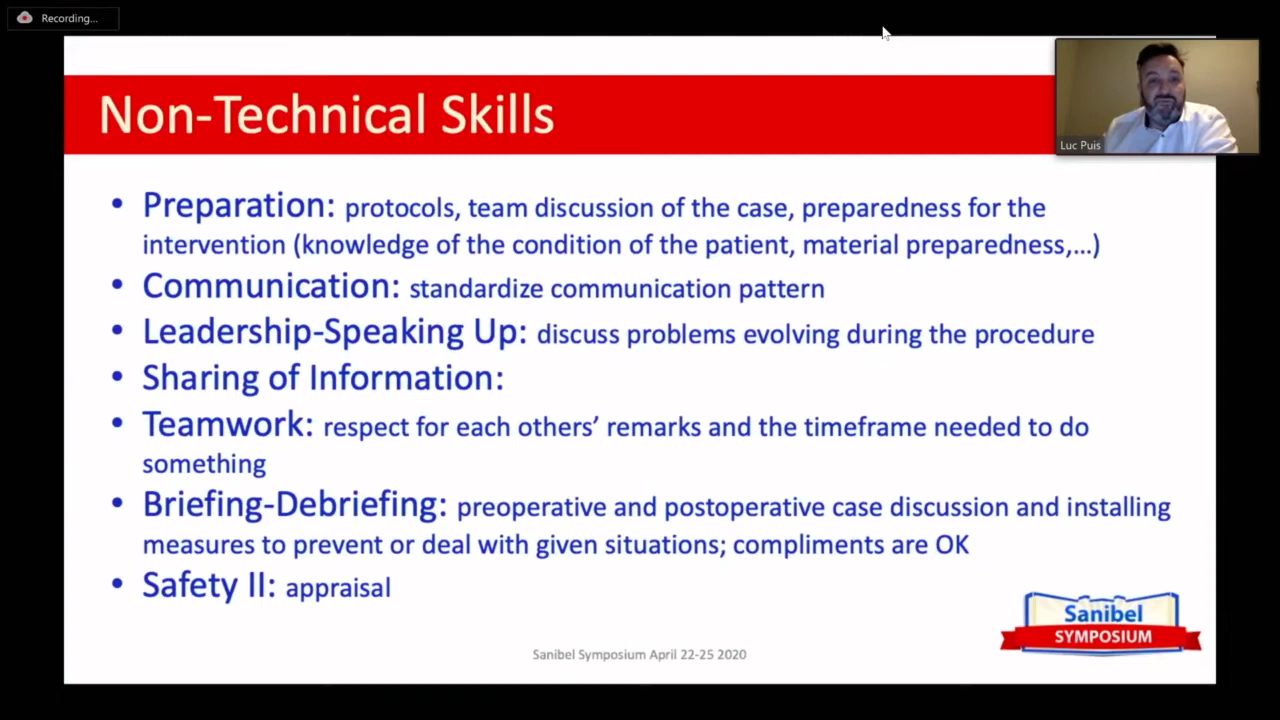 Recording...
Non-Technical Skills
Luc Puis
• Preparation: protocols, team discussion of the case, preparedness for the
intervention (knowledge of the condition of the patient, material preparedness,...)
• Communication: standardize communication pattern
• Leadership-Speaking Up: discuss problems evolving during the procedure
• Sharing of Information:
• Teamwork: respect for each others’ remarks and the timeframe needed to do
something
• Briefing-Debriefing: preoperative and postoperative case discussion and installing
measures to prevent or deal with given situations; compliments are OK
• Safety II: appraisal
Sanibel
SYMPOSIUM
Sanibel Symposium April 22-25 2020